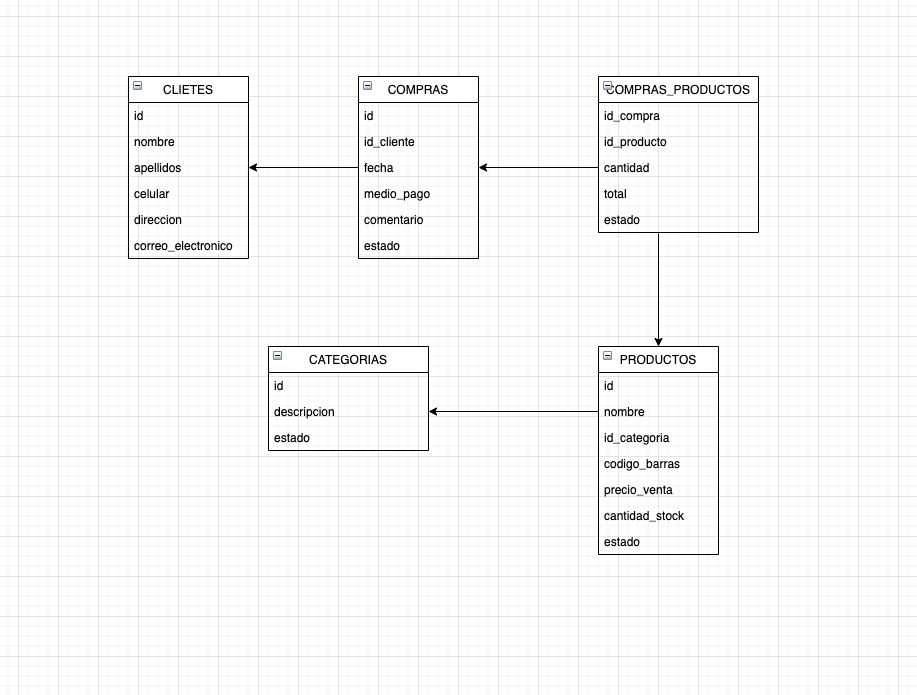 CLIETES
id
nombre
apellidos
celular
direccion
correo_electronico
COMPRAS
id
id_cliente
fecha
medio_pago
comentario
estado
COMPRAS_PRODUCTOS
id_compra
id_producto
cantidad
total
estado
CATEGORIAS
id
descripcion
estado
PRODUCTOS
id
nombre
id_categoria
codigo_barras
precio_venta
cantidad_stock
estado